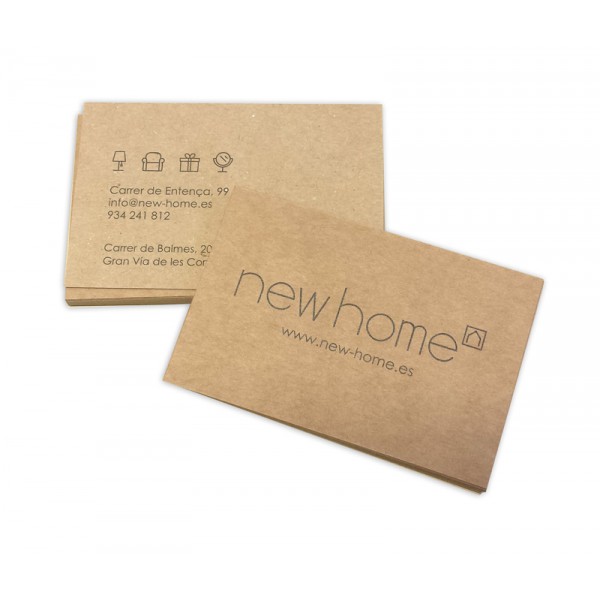 Carrer de Entença, 99
info@new-home.es
934 241 812
Carrer de Balmes, 20
Gran Vía de les Cor
new home
www.new-home.es